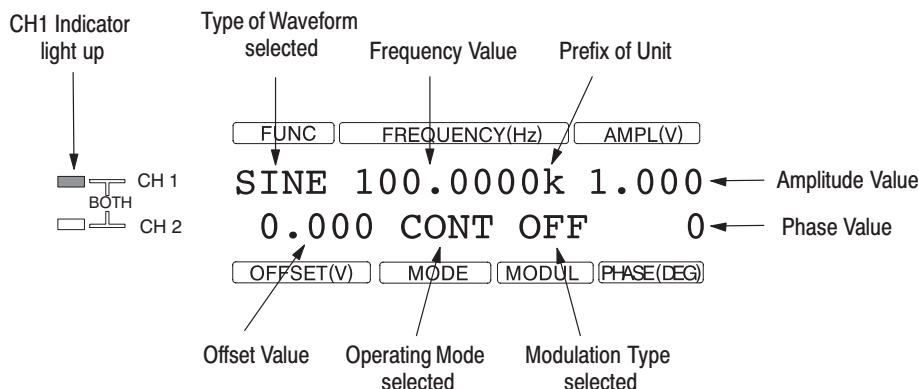 CH1 Indicator
light up
Type of Waveform
selected
Frequency Value
Prefix of Unit
FUNC FREQUENCY(Hz) AMPL(V)
CH 1
SINE 100.0000k 1.000
Amplitude Value
BOTH
CH 2
0.000 CONT OFF 0
Phase Value
OFFSET(V) MODE MODUL PHASE(DEG)
Offset Value
Operating Mode
selected
Modulation Type
selected